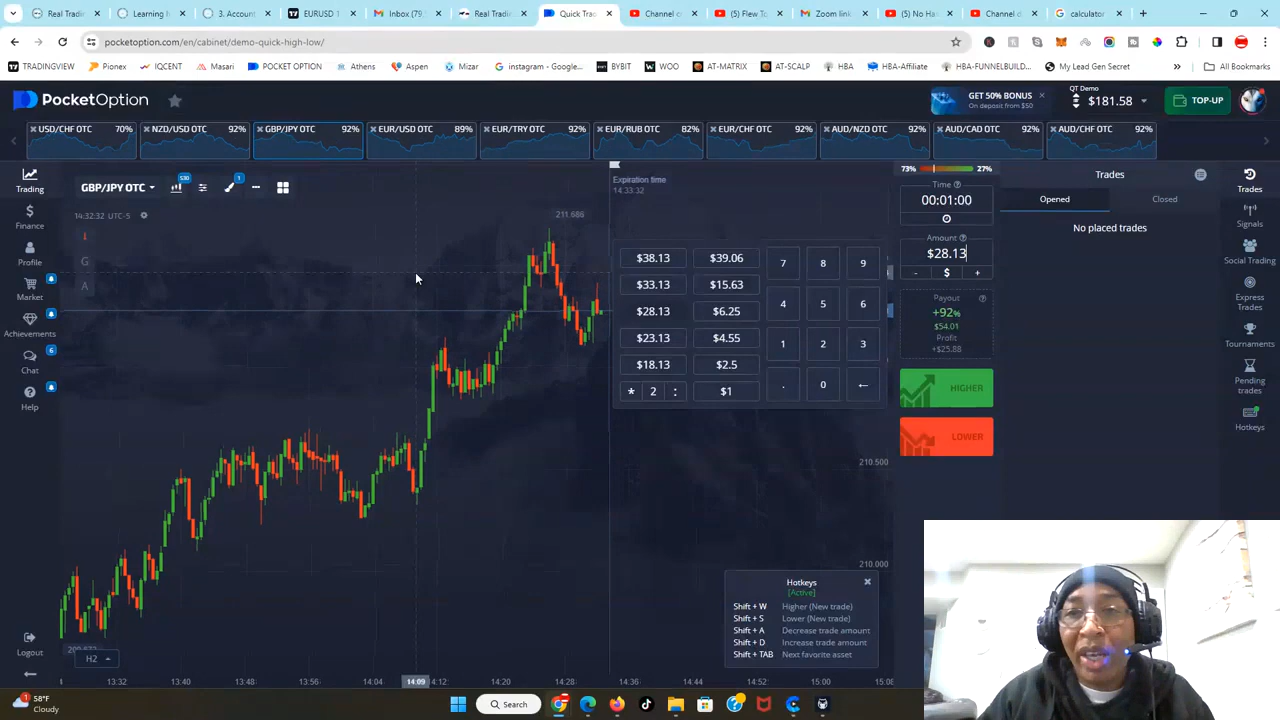 Real Tradin
Learning h
3. Account
EURUSD 1
Inbox (79
Real Tradin
Quick Trad
Channel c
(5) Flew To
Zoom link
(5) No Has
Channel d
calculator
pocketoption.com/en/cabinet/demo-quick-high-low/
TRADINGVIEW
Pionex
IQCENT
Masari
POCKET OPTION
Athens
Aspen
Mizar
instagram - Google...
BYBIT
WOO
AT-MATRIX
AT-SCALP
HBA
HBA-Affiliate
HBA-FUNNELBUILD...
My Lead Gen Secret
All Bookmarks
PocketOption
GET 50% BONUS
On deposit from $50
QT Demo
$181.58
TOP-UP
USD/CHF OTC 70%
NZD/USD OTC 92%
GBP/JPY OTC 92%
EUR/USD OTC 89%
EUR/TRY OTC 92%
EUR/RUB OTC 82%
EUR/CHF OTC 92%
AUD/NZD OTC 92%
AUD/CAD OTC 92%
AUD/CHF OTC 92%
Trading
Finance
Profile
Market
Achievements
Chat
6
Help
Logout
GBP/JPY OTC
530
1
14:32:32 UTC-5
G
A
211.686
Expiration time
14:33:32
$38.13 $39.06 7 8 9
$33.13 $15.63
$28.13 $6.25 4 5 6
$23.13 $4.55 1 2 3
$18.13 $2.5
* 2 : $1 . 0 ←
210.500
210.000
73% 27%
Time
00:01:00
Amount
$28.13
- $ +
Payout
+92%
$54.01
Profit
+$25.88
HIGHER
LOWER
Trades
Opened Closed
No placed trades
Trades
Signals
Social Trading
Express Trades
Tournaments
Pending trades
Hotkeys
Hotkeys
[Active]
Shift + W Higher (New trade)
Shift + S Lower (New trade)
Shift + A Decrease trade amount
Shift + D Increase trade amount
Shift + TAB Next favorite asset
H2
13:32 13:40 13:48 13:56 14:04 14:09 14:12 14:20 14:28 14:36 14:44 14:52 15:00 15:08
1
58°F
Cloudy
Search